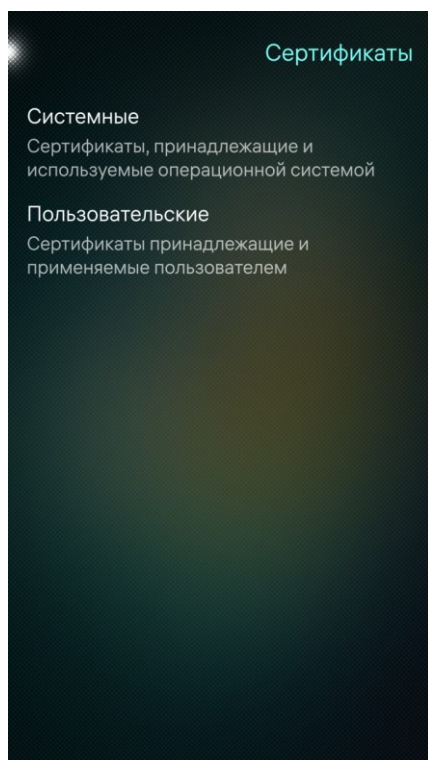 Сертификаты
Системные
Сертификаты, принадлежащие и
используемые операционной системой
Пользовательские
Сертификаты принадлежащие и
применяемые пользователем